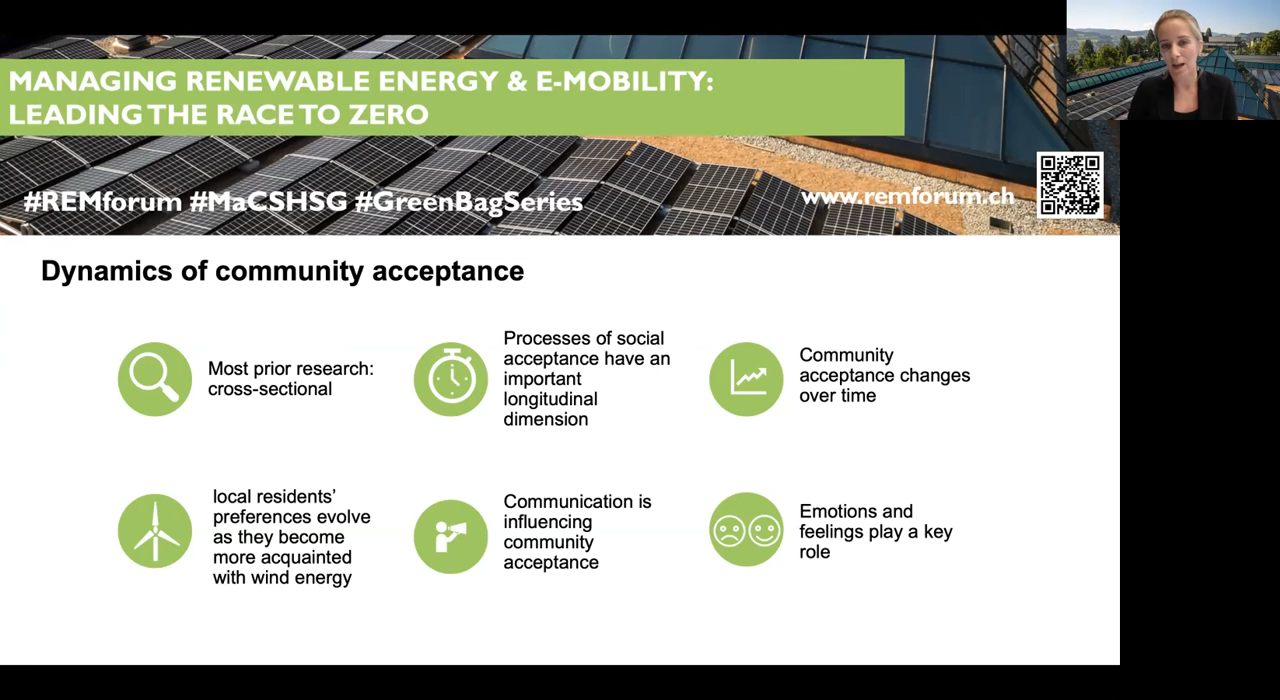 MANAGING RENEWABLE ENERGY & E-MOBILITY:
LEADING THE RACE TO ZERO
#REMforum #MaCSHSG #GreenBagSeries
www.remforum.ch
Dynamics of community acceptance
Most prior research:
cross-sectional
Processes of social
acceptance have an
important
longitudinal
dimension
Community
acceptance changes
over time
local residents’
preferences evolve
as they become
more acquainted
with wind energy
Communication is
influencing
community
acceptance
Emotions and
feelings play a key
role